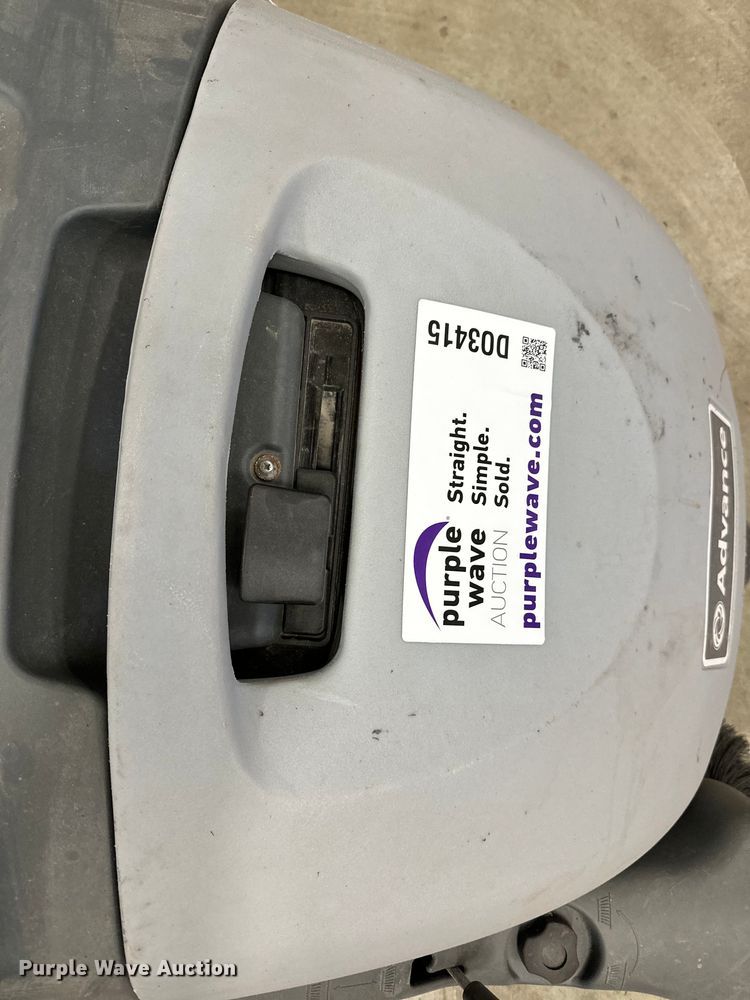 purple
wave
AUCTION
Straight.
Simple.
Sold.
purplewave.com
D03415
Advance
Purple Wave Auction